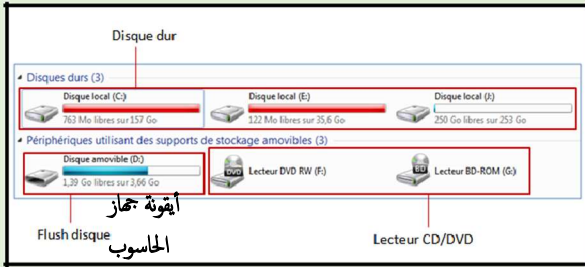 Disque dur
Disques durs (3)
Disque local (C:) Disque local (E:) Disque local (J:)
763 Mo libres sur 157 Go 122 Mo libres sur 35,6 Go 250 Go libres sur 253 Go
Périphériques utilisant des supports de stockage amovibles (3)
Disque amovible (D:)
1,39 Go libres sur 3,66 Go
DVD Lecteur DVD RW (F:) BD Lecteur BD-ROM (G:)
أيقونة جهاز
الحاسوب
Flush disque
Lecteur CD/DVD